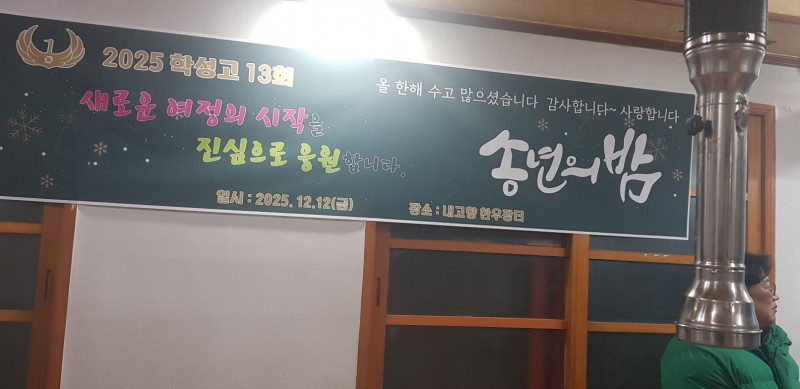 2025 학성고 13회
올 한해 수고 많으셨습니다 감사합니다~ 사랑합니다
새로운 여정의 시작을
진심으로 응원합니다.
송년의 밤
일시 : 2025. 12.12(금)
장소 : 내고향 한우장터